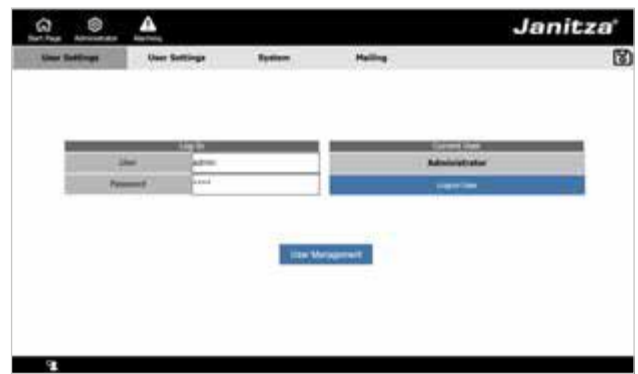 Start Page Administrator
Janitza®
User Settings User Settings System Mailing
Log In
User admin
Password ****
Current User
Administrator
Logout User
User Management